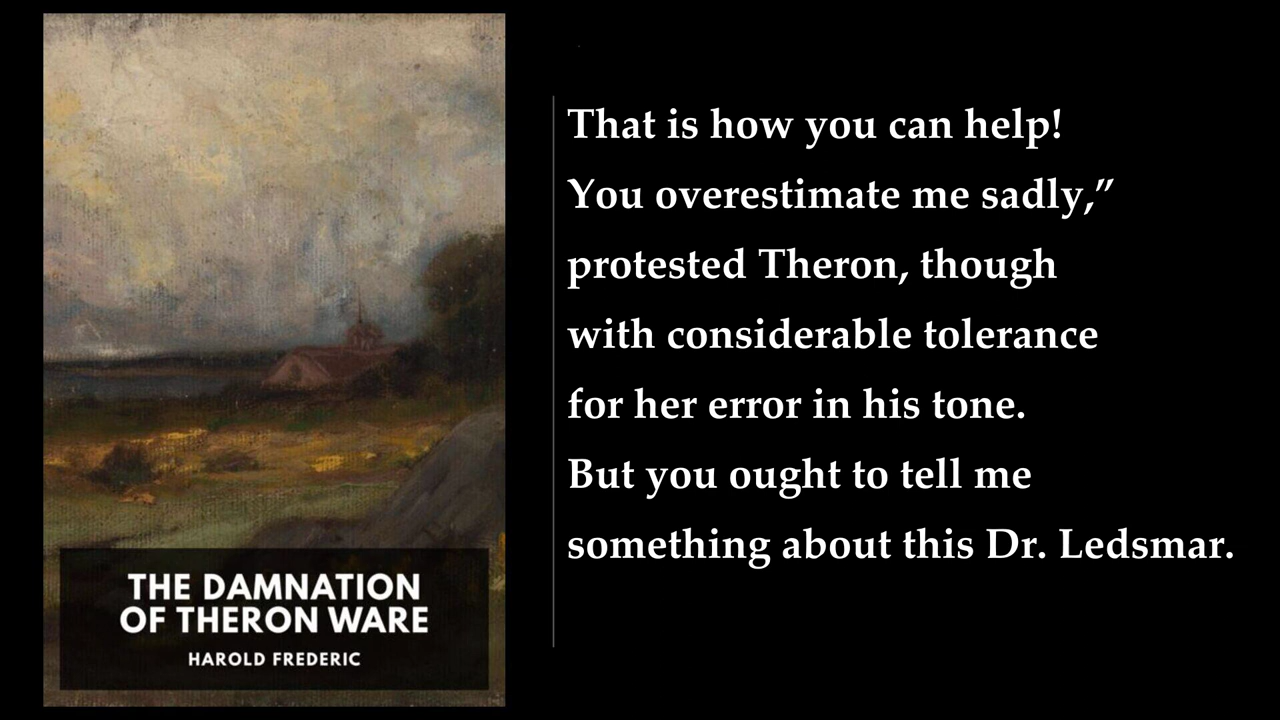 That is how you can help!
You overestimate me sadly,”
protested Theron, though
with considerable tolerance
for her error in his tone.
But you ought to tell me
something about this Dr. Ledsmar.
THE DAMNATION
OF THERON WARE
HAROLD FREDERIC